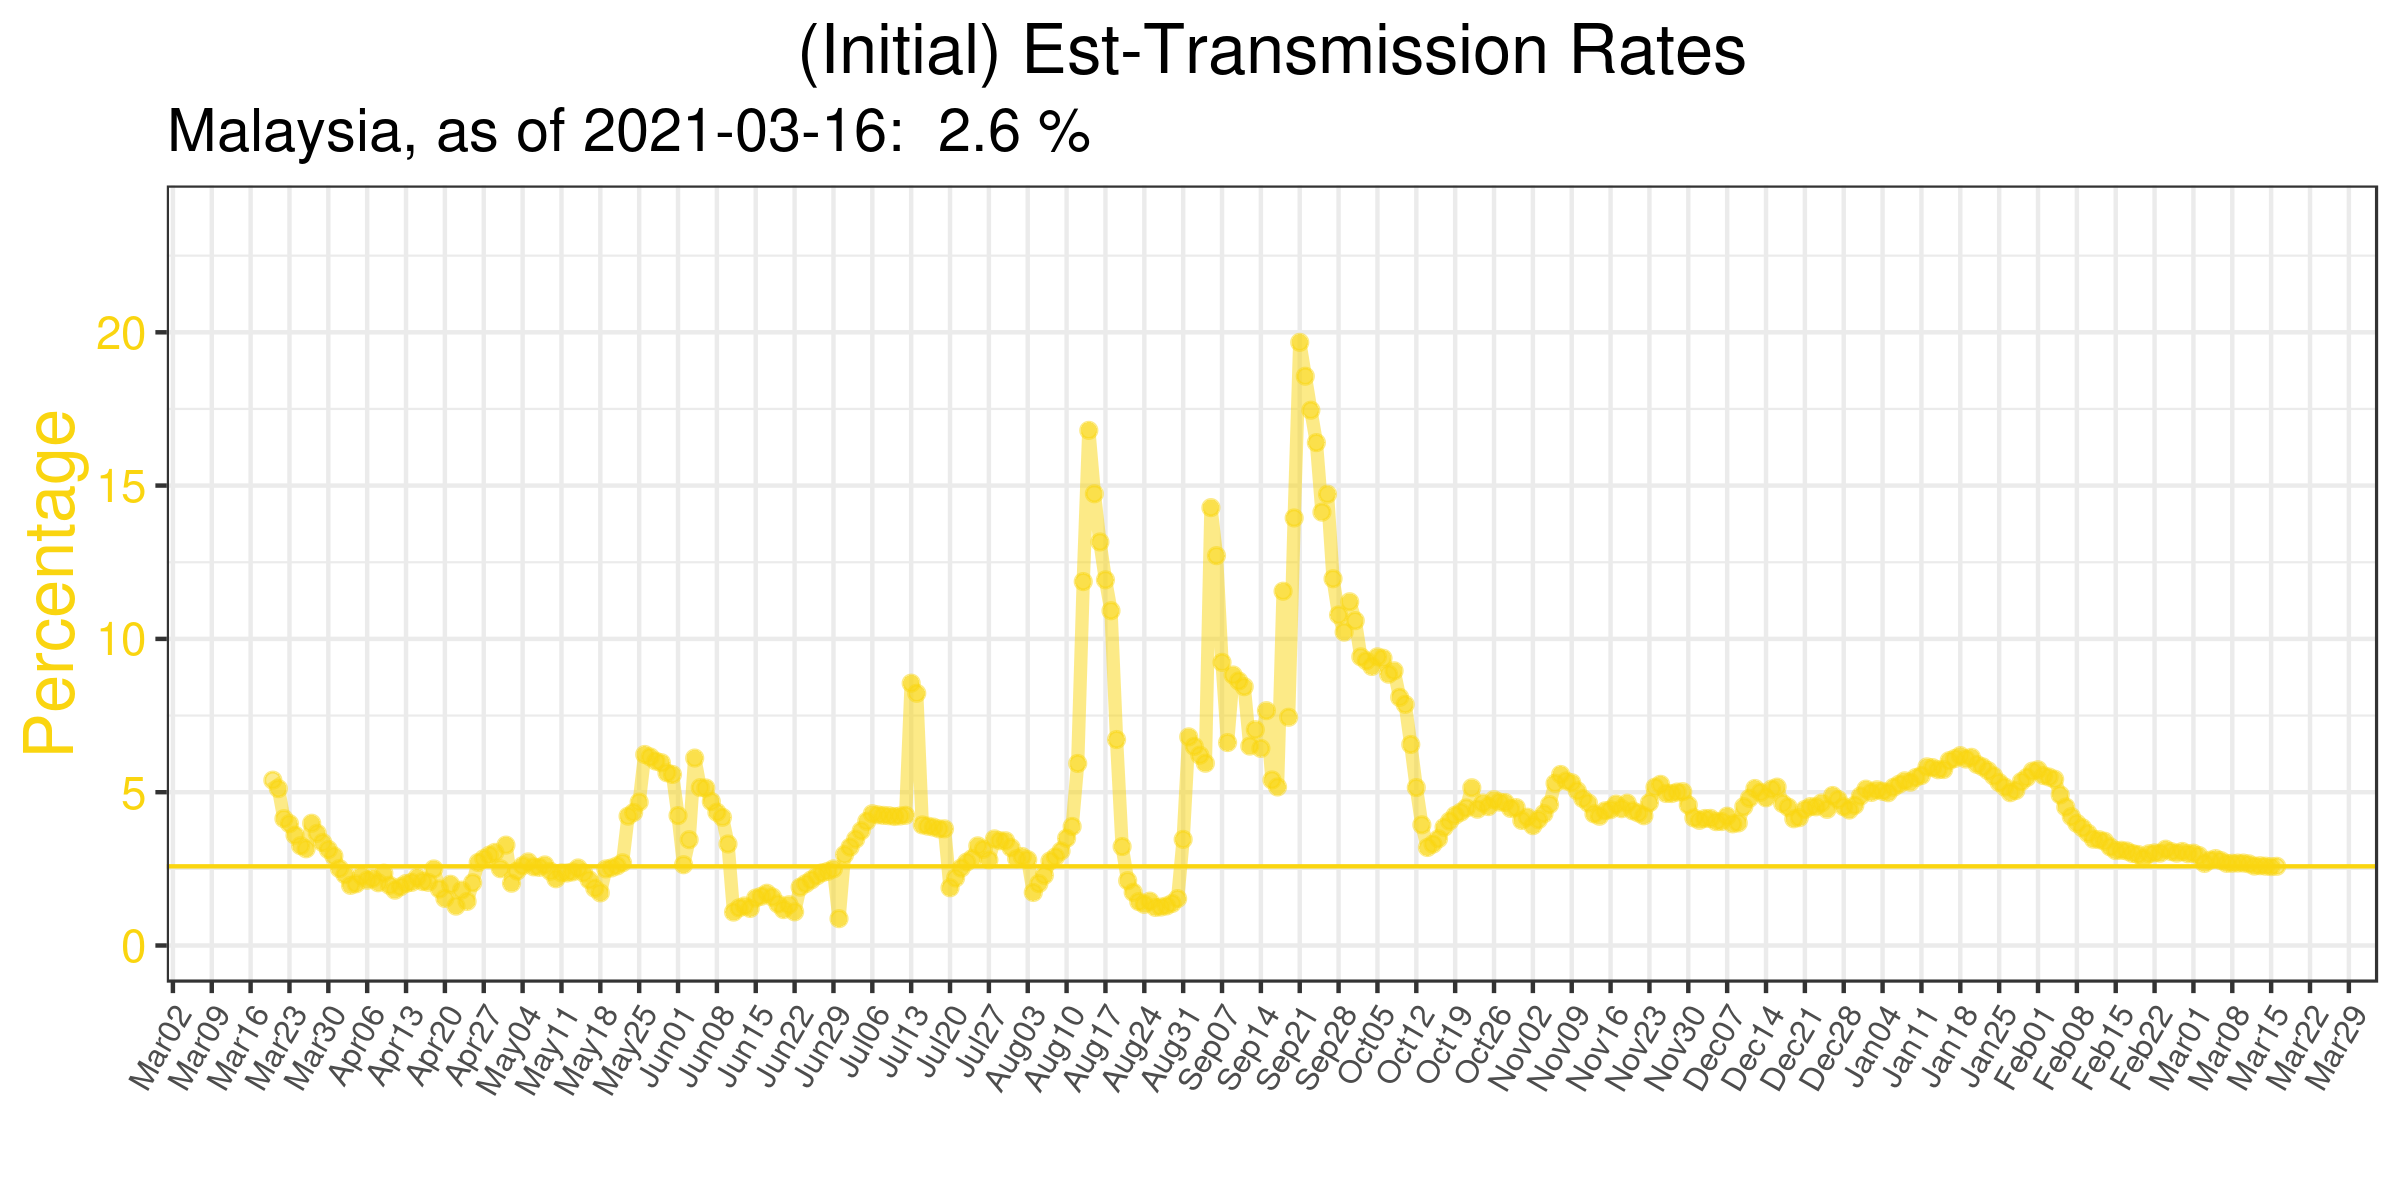 (Initial) Est-Transmission Rates
Malaysia, as of 2021-03-16:  2.6 %
Percentage
20
15
10
5
0
Mar02 Mar09 Mar16 Mar23 Mar30 Apr06 Apr13 Apr20 Apr27 May04 May11 May18 May25 Jun01 Jun08 Jun15 Jun22 Jun29 Jul06 Jul13 Jul20 Jul27 Aug03 Aug10 Aug17 Aug24 Aug31 Sep07 Sep14 Sep21 Sep28 Oct05 Oct12 Oct19 Oct26 Nov02 Nov09 Nov16 Nov23 Nov30 Dec07 Dec14 Dec21 Dec28 Jan04 Jan11 Jan18 Jan25 Feb01 Feb08 Feb15 Feb22 Mar01 Mar08 Mar15 Mar22 Mar29